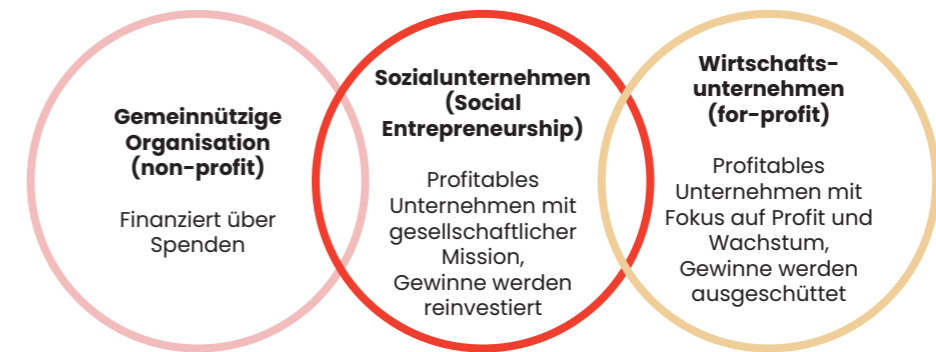 Gemeinnützige
Organisation
(non-profit)
Finanziert über
Spenden
Sozialunternehmen
(Social
Entrepreneurship)
Profitables
Unternehmen mit
gesellschaftlicher
Mission,
Gewinne werden
reinvestiert
Wirtschafts-
unternehmen
(for-profit)
Profitables
Unternehmen mit
Fokus auf Profit und
Wachstum,
Gewinne werden
ausgeschüttet